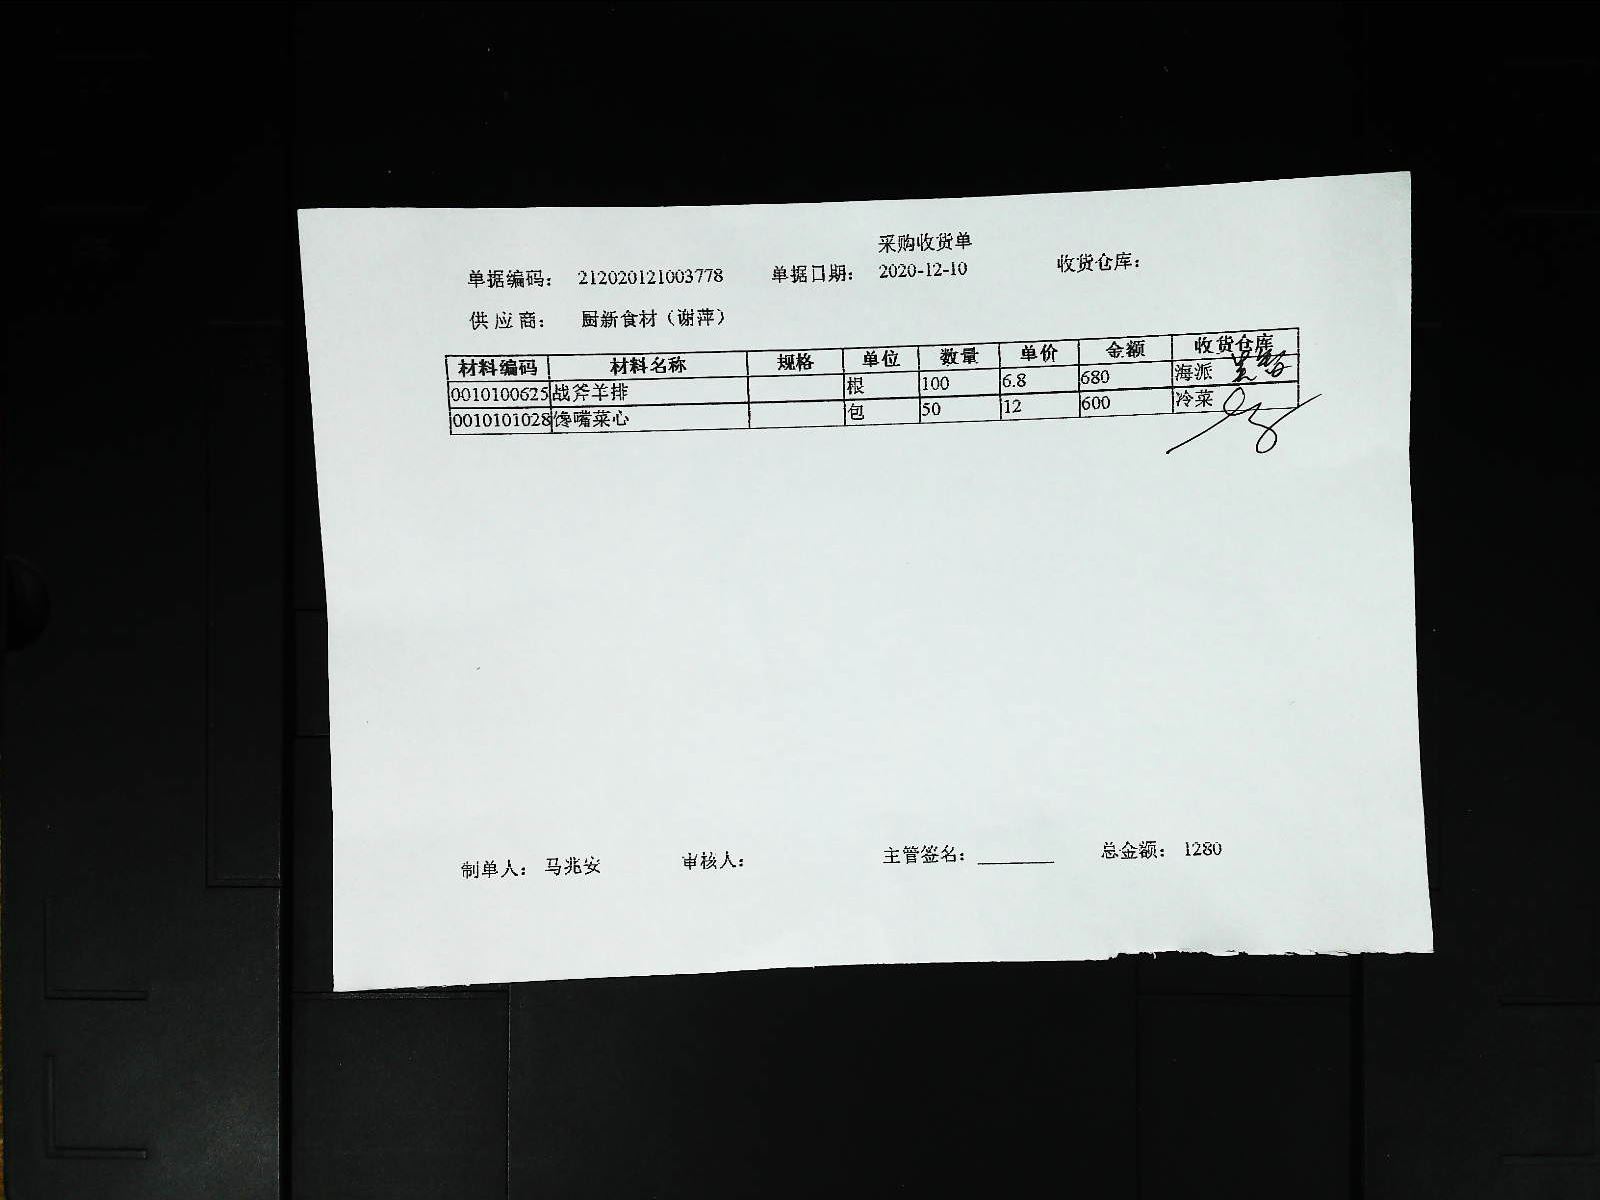 采购收货单
单据编码： 212020121003778 单据日期： 2020-12-10 收货仓库：
供应商： 厨新食材（谢萍）
材料编码 材料名称 规格 单位 数量 单价 金额 收货仓库
0010100625 战斧羊排 根 100 6.8 680 海派
0010101028 馋嘴菜心 包 50 12 600 冷菜
制单人： 马兆安 审核人： 主管签名： ________ 总金额： 1280